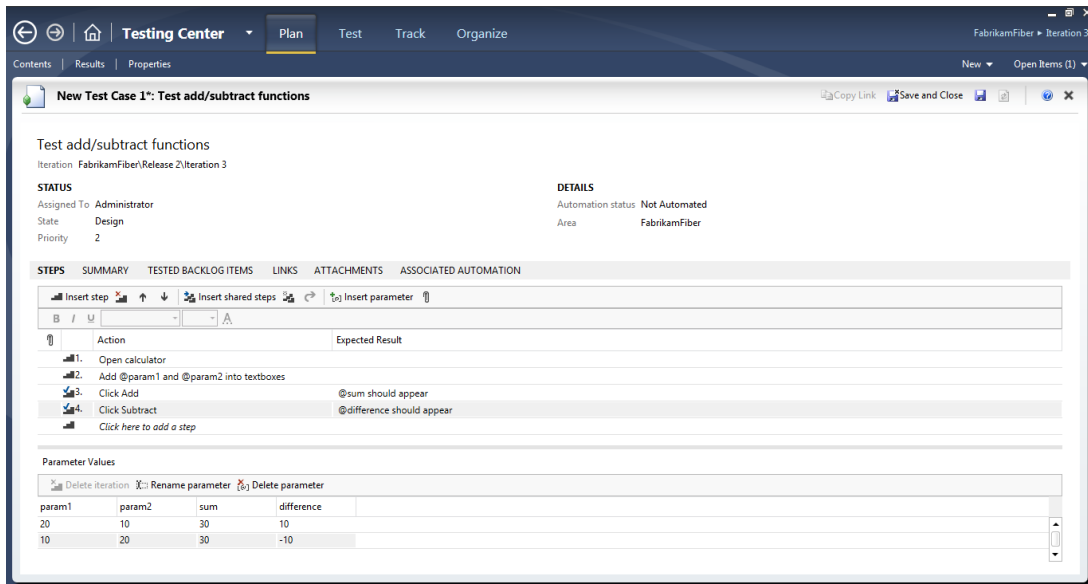 Testing Center Plan Test Track Organize FabrikamFiber ▸ Iteration 3
Contents | Results | Properties New Open Items (1)
New Test Case 1*: Test add/subtract functions Copy Link Save and Close
Test add/subtract functions
Iteration FabrikamFiber\Release 2\Iteration 3
STATUS DETAILS
Assigned To Administrator Automation status Not Automated
State Design Area FabrikamFiber
Priority 2
STEPS SUMMARY TESTED BACKLOG ITEMS LINKS ATTACHMENTS ASSOCIATED AUTOMATION
Insert step Insert shared steps Insert parameter
B I U A
Action Expected Result
1. Open calculator
2. Add @param1 and @param2 into textboxes
3. Click Add @sum should appear
4. Click Subtract @difference should appear
Click here to add a step
Parameter Values
Delete iteration Rename parameter Delete parameter
param1 param2 sum difference
20 10 30 10
10 20 30 -10